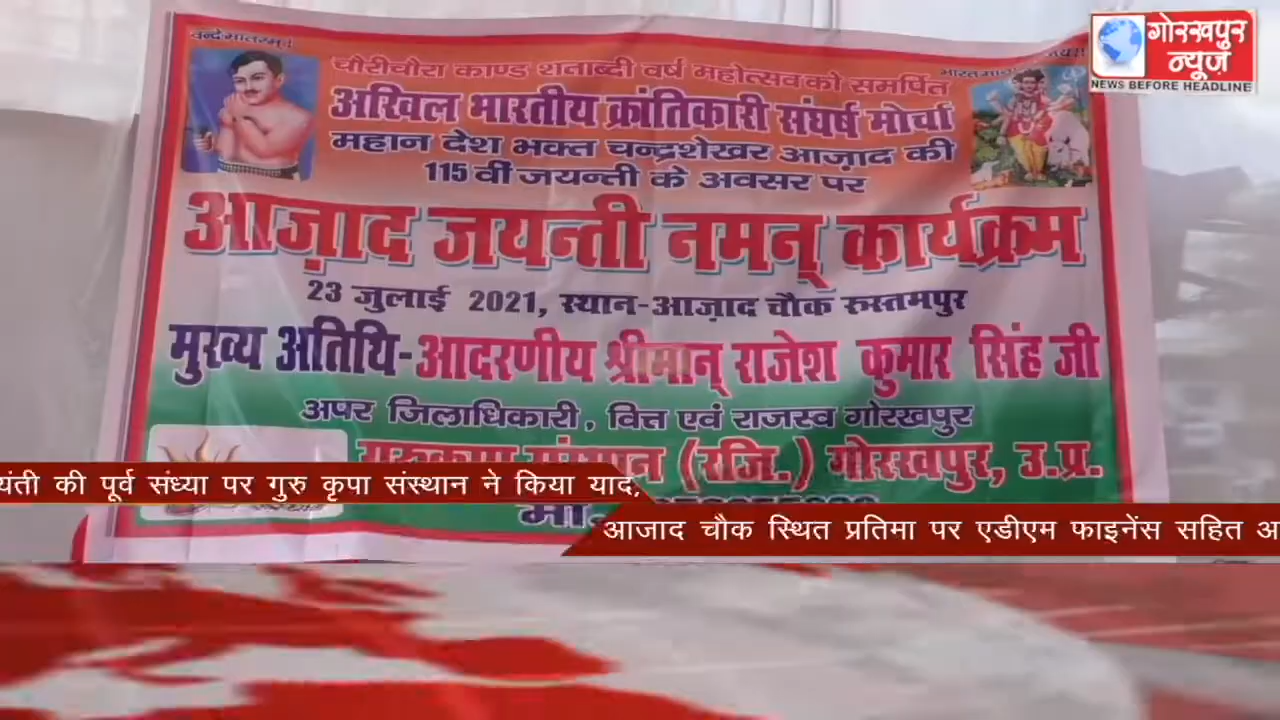 वन्देमातरम्!
गोरखपुर
न्यूज़
NEWS BEFORE HEADLINE
चौरीचौरा काण्ड शताब्दी वर्ष महोत्सव को समर्पित
अखिल भारतीय क्रांतिकारी संघर्ष मोर्चा
महान देश भक्त चन्द्रशेखर आज़ाद की
115 वीं जयन्ती के अवसर पर
आज़ाद जयन्ती नमन् कार्यक्रम
23 जुलाई 2021, स्थान-आज़ाद चौक रुस्तमपुर
मुख्य अतिथि-आदरणीय श्रीमान् राजेश कुमार सिंह जी
अपर जिलाधिकारी, वित्त एवं राजस्व गोरखपुर
(रजि.) गोरखपुर, उ.प्र.
यंती की पूर्व संध्या पर गुरु कृपा संस्थान ने किया याद,
आजाद चौक स्थित प्रतिमा पर एडीएम फाइनेंस सहित अ